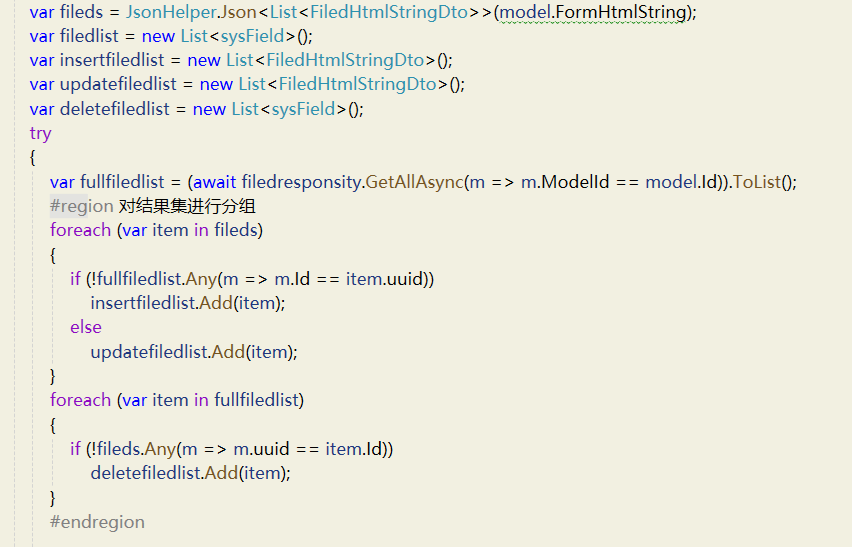 var fileds = JsonHelper.Json<List<FiledHtmlStringDto>>(model.FormHtmlString);
var filedlist = new List<sysField>();
var insertfiledlist = new List<FiledHtmlStringDto>();
var updatefiledlist = new List<FiledHtmlStringDto>();
var deletefiledlist = new List<sysField>();
try
{
var fullfiledlist = (await filedresponsity.GetAllAsync(m => m.ModelId == model.Id)).ToList();
#region 对结果集进行分组
foreach (var item in fileds)
{
if (!fullfiledlist.Any(m => m.Id == item.uuid))
insertfiledlist.Add(item);
else
updatefiledlist.Add(item);
}
foreach (var item in fullfiledlist)
{
if (!fileds.Any(m => m.uuid == item.Id))
deletefiledlist.Add(item);
}
#endregion